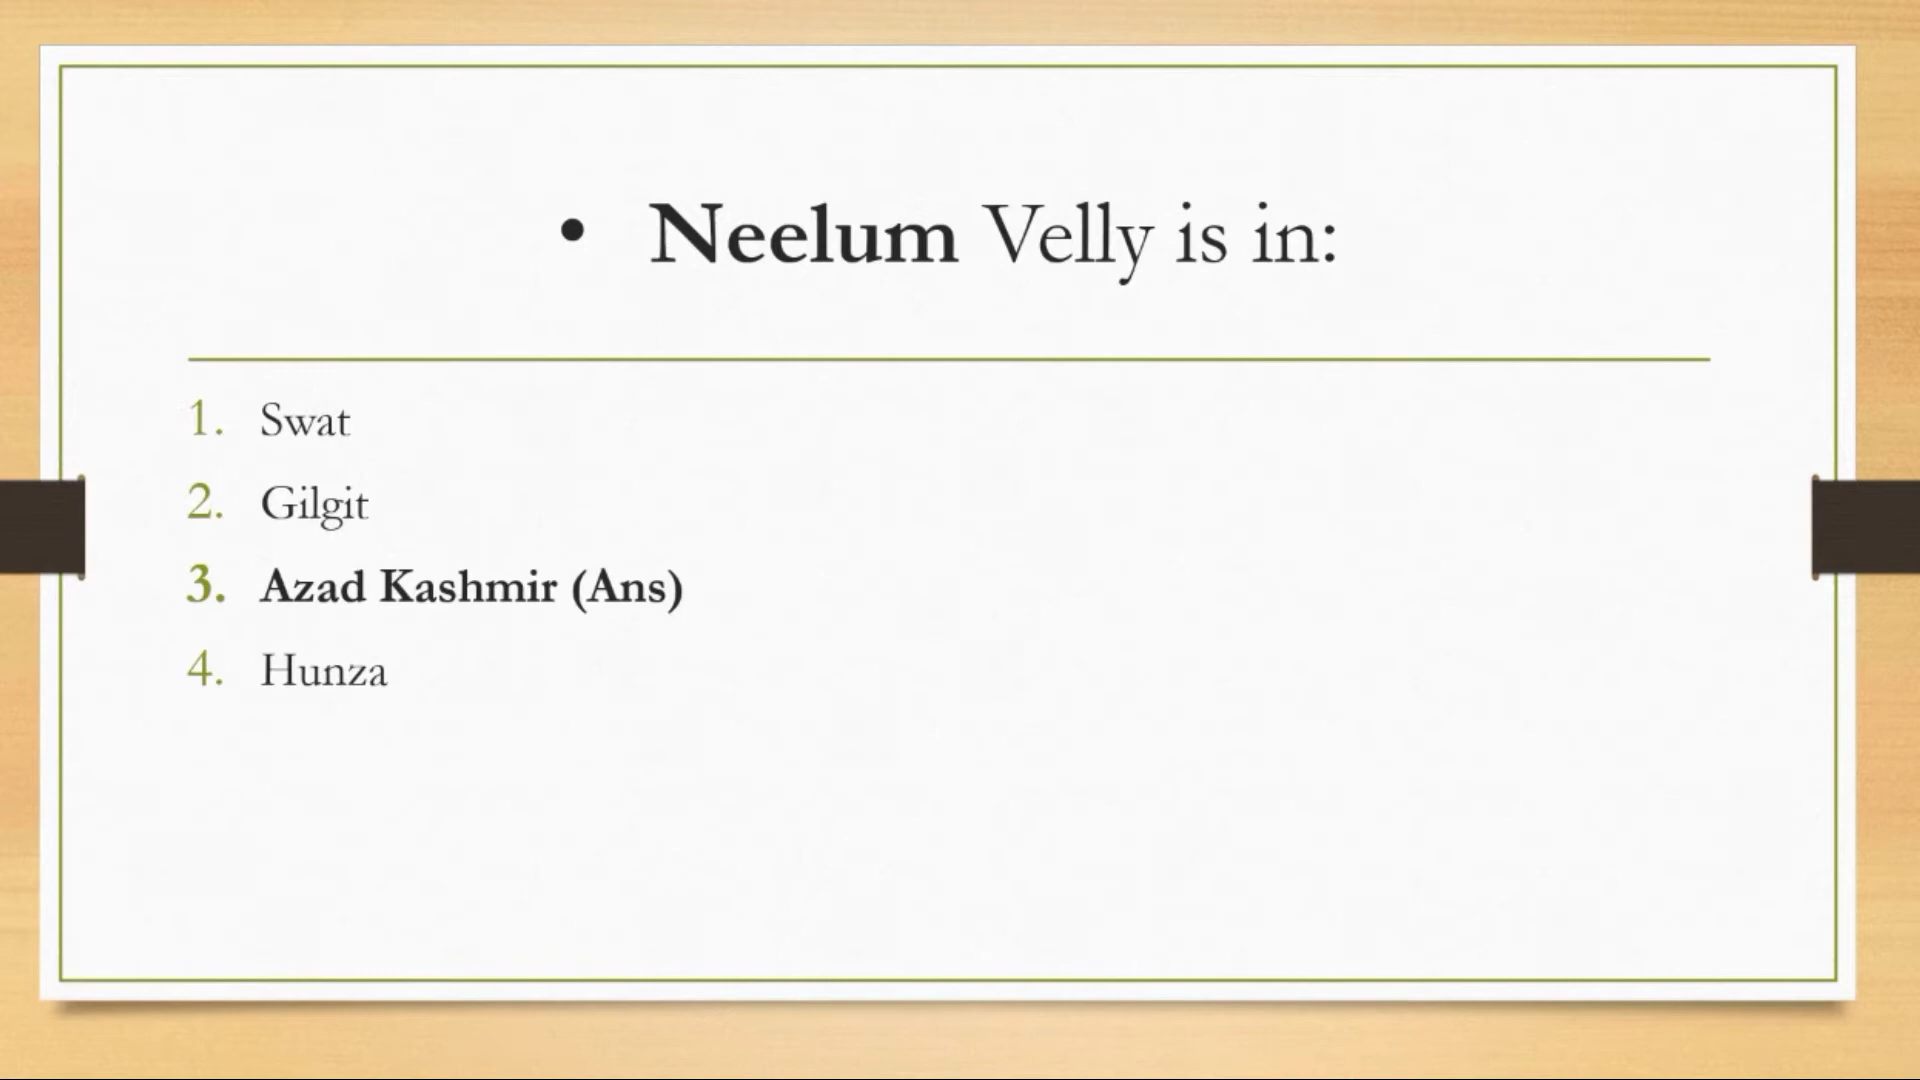 • Neelum Velly is in:
1. Swat
2. Gilgit
3. Azad Kashmir (Ans)
4. Hunza